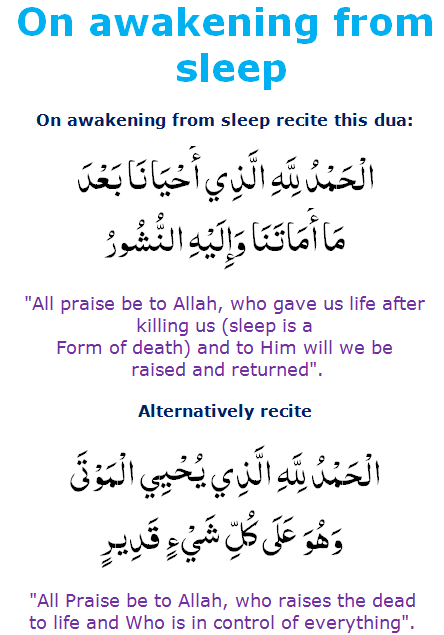 On awakening from
sleep
On awakening from sleep recite this dua:
الْحَمْدُ لِلَّهِ الَّذِي أَحْيَانَا بَعْدَ
مَا أَمَاتَنَا وَإِلَيْهِ النُّشُورُ
"All praise be to Allah, who gave us life after
killing us (sleep is a
Form of death) and to Him will we be
raised and returned".
Alternatively recite
الْحَمْدُ لِلَّهِ الَّذِي يُحْيِي الْمَوْتَى
وَهُوَ عَلَى كُلِّ شَيْءٍ قَدِيرٍ
"All Praise be to Allah, who raises the dead
to life and Who is in control of everything".